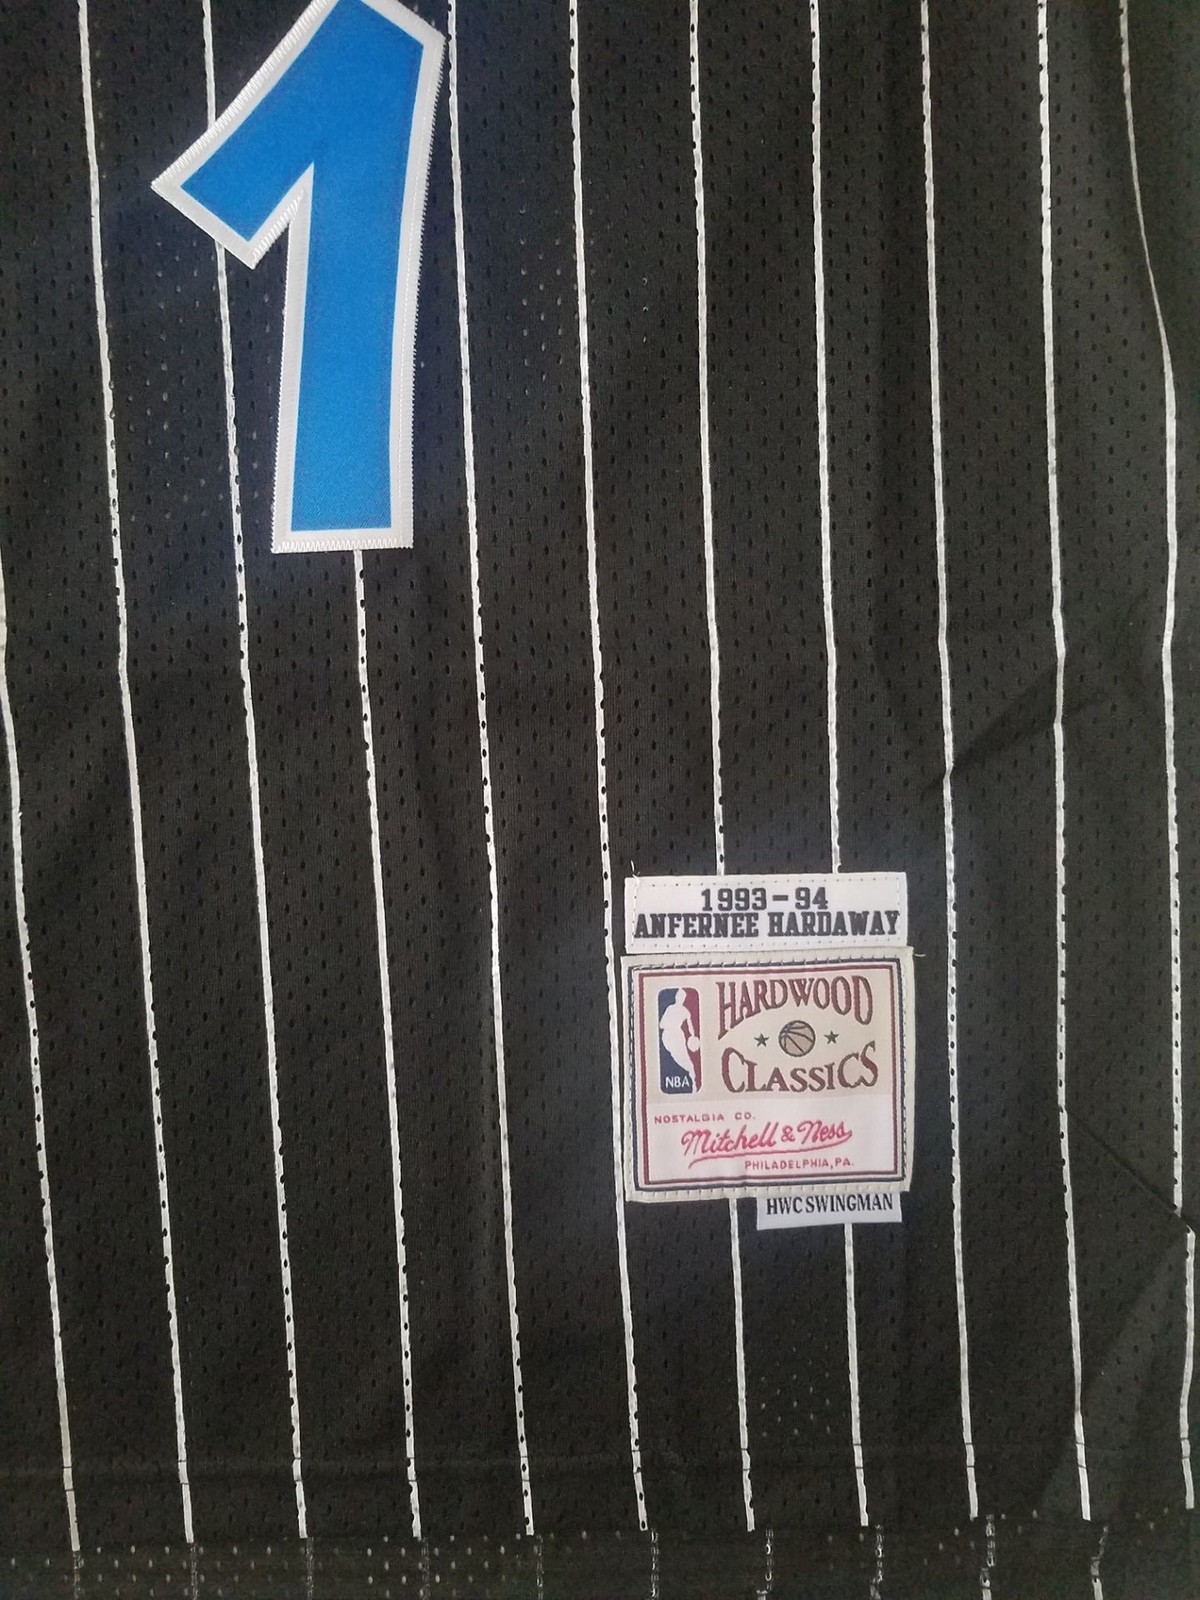 1
1993-94
ANFERNEE HARDAWAY
HARDWOOD
CLASSICS
NBA
NOSTALGIA CO.
Mitchell & Ness
PHILADELPHIA, PA.
HWC SWINGMAN